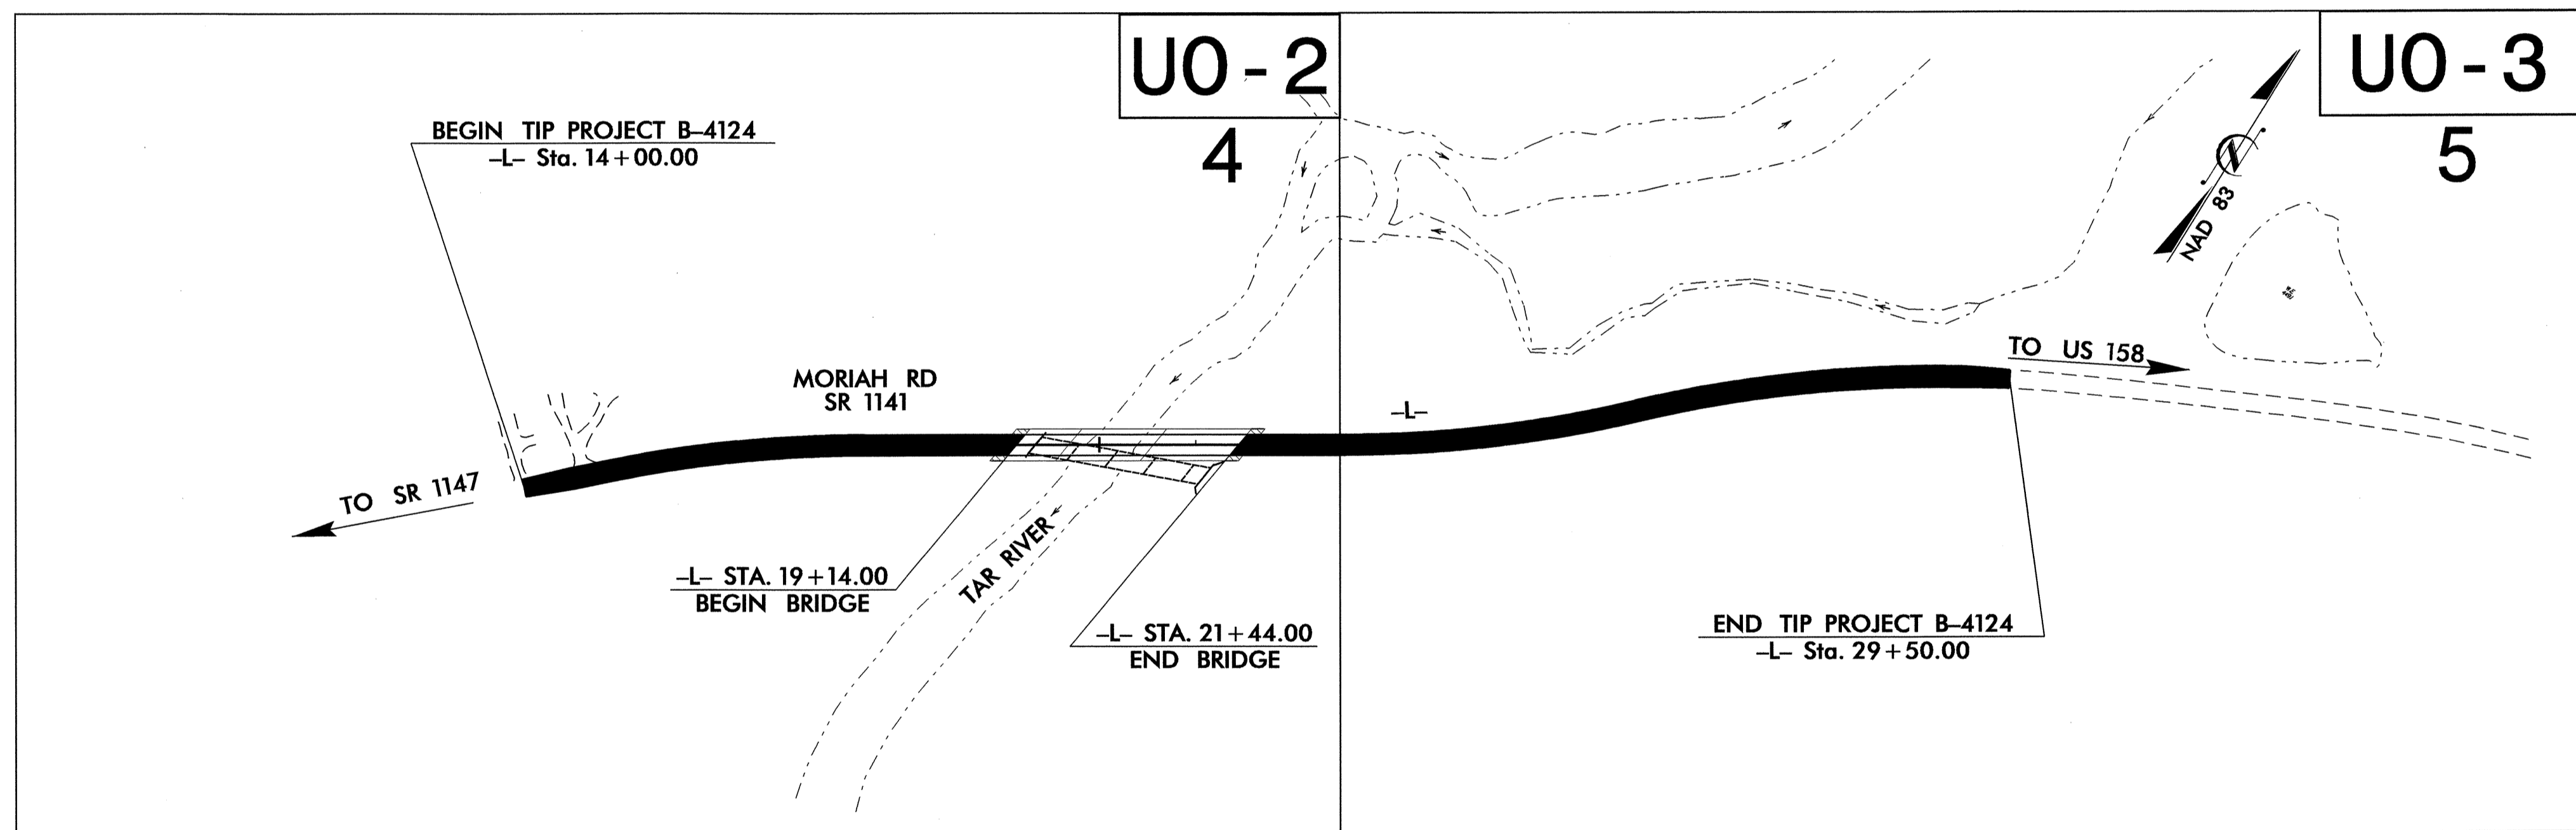 UO-2
4
UO-3
5
BEGIN TIP PROJECT B-4124
-L- Sta. 14+00.00
NAD 83
MORIAH RD
SR 1141
TO SR 1147
-L-
TO US 158
TAR RIVER
-L- STA. 19+14.00
BEGIN BRIDGE
-L- STA. 21+44.00
END BRIDGE
END TIP PROJECT B-4124
-L- Sta. 29+50.00